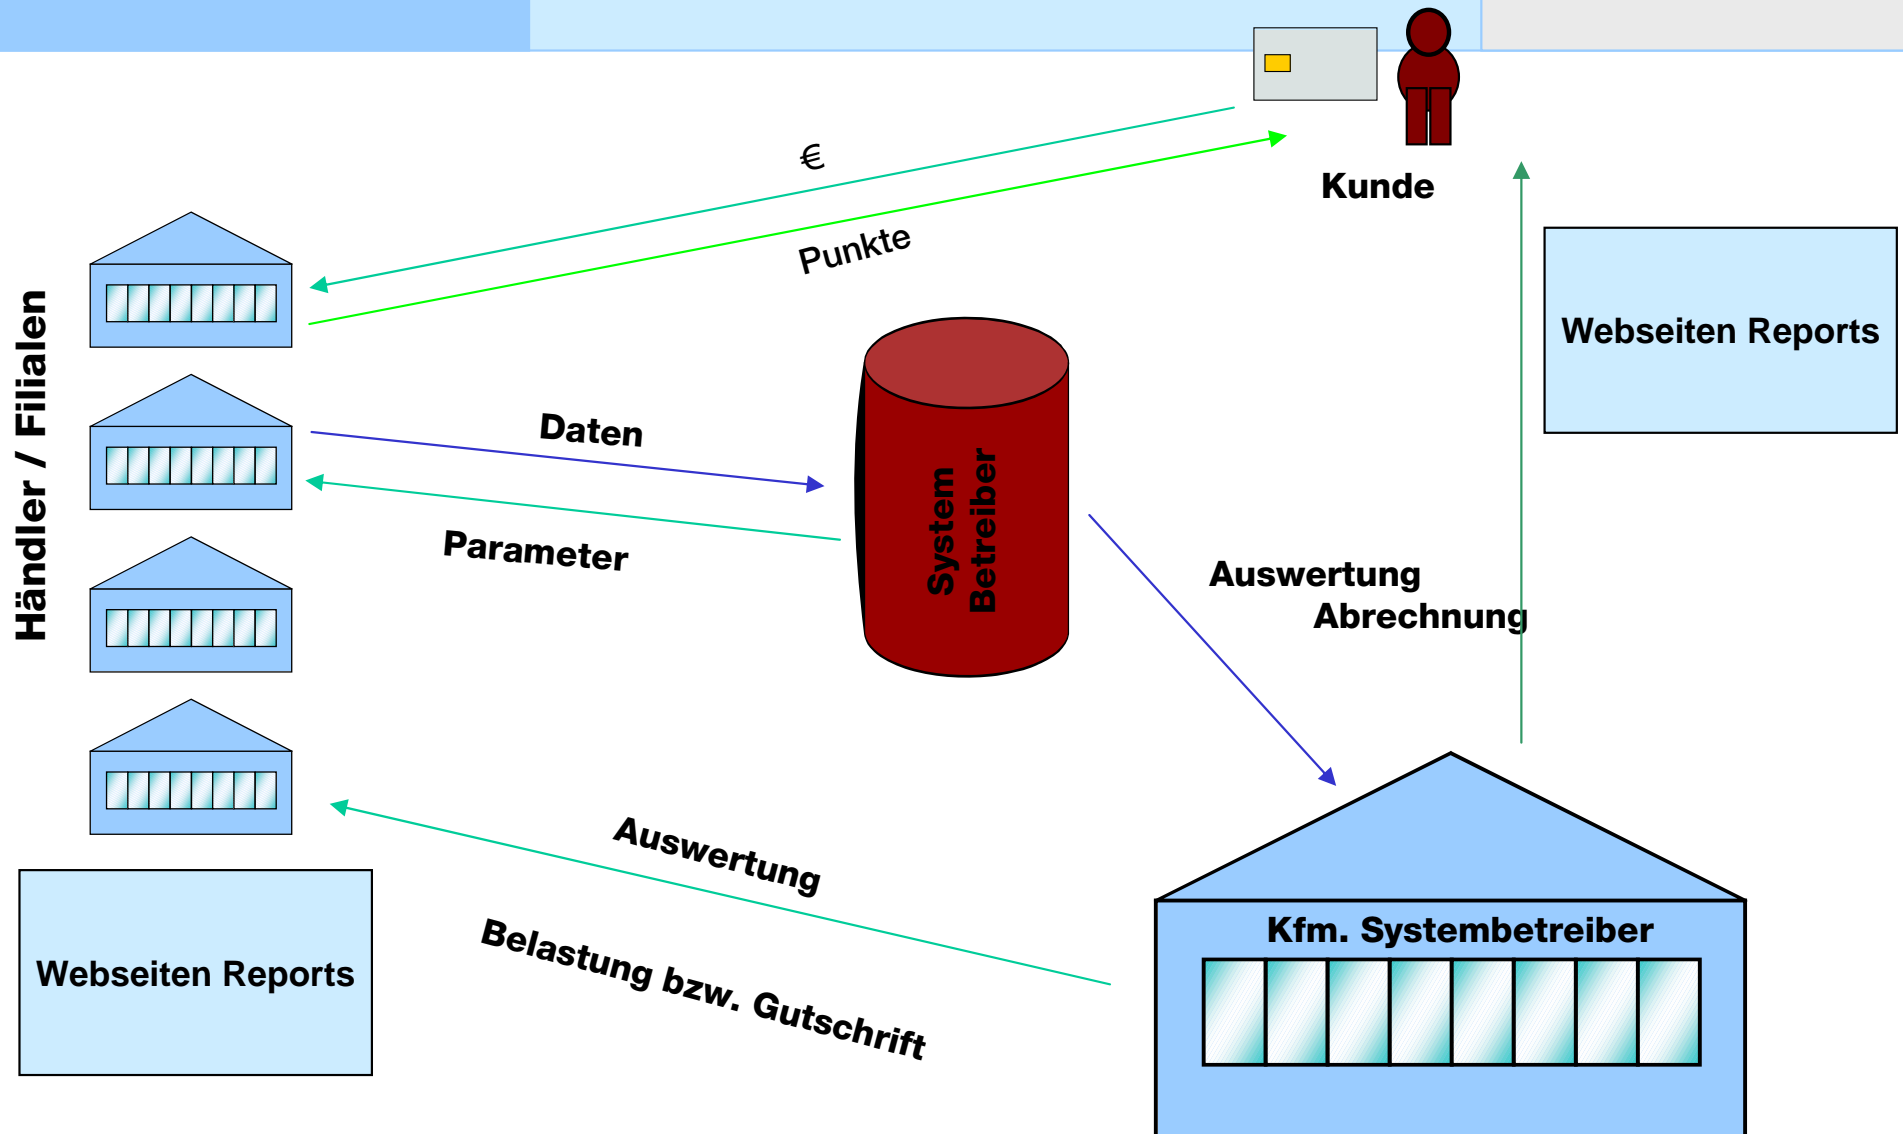 €
Punkte
Kunde
Webseiten Reports
Händler / Filialen
Daten
Parameter
System
Betreiber
Auswertung
Abrechnung
Auswertung
Belastung bzw. Gutschrift
Kfm. Systembetreiber
Webseiten Reports